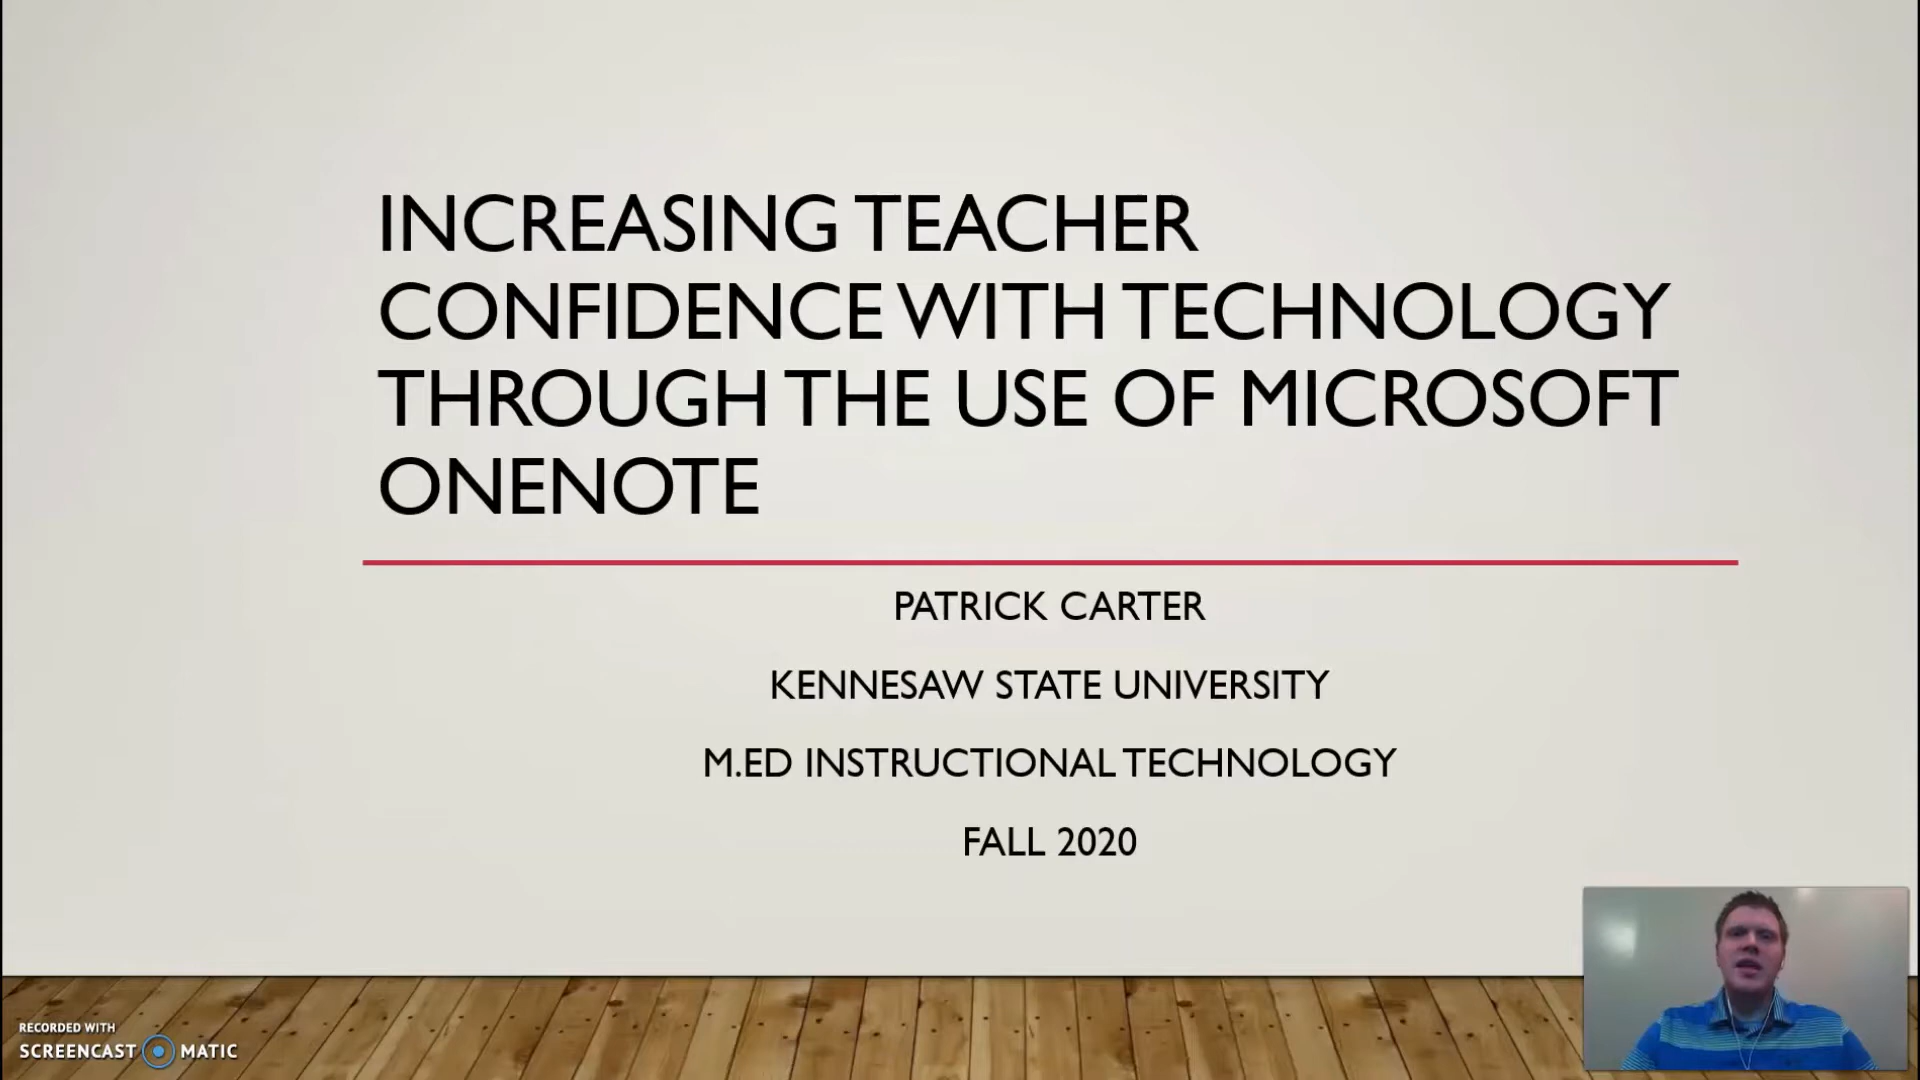 INCREASING TEACHER
CONFIDENCE WITH TECHNOLOGY
THROUGH THE USE OF MICROSOFT
ONENOTE
PATRICK CARTER
KENNESAW STATE UNIVERSITY
M.ED INSTRUCTIONAL TECHNOLOGY
FALL 2020
RECORDED WITH
SCREENCAST MATIC